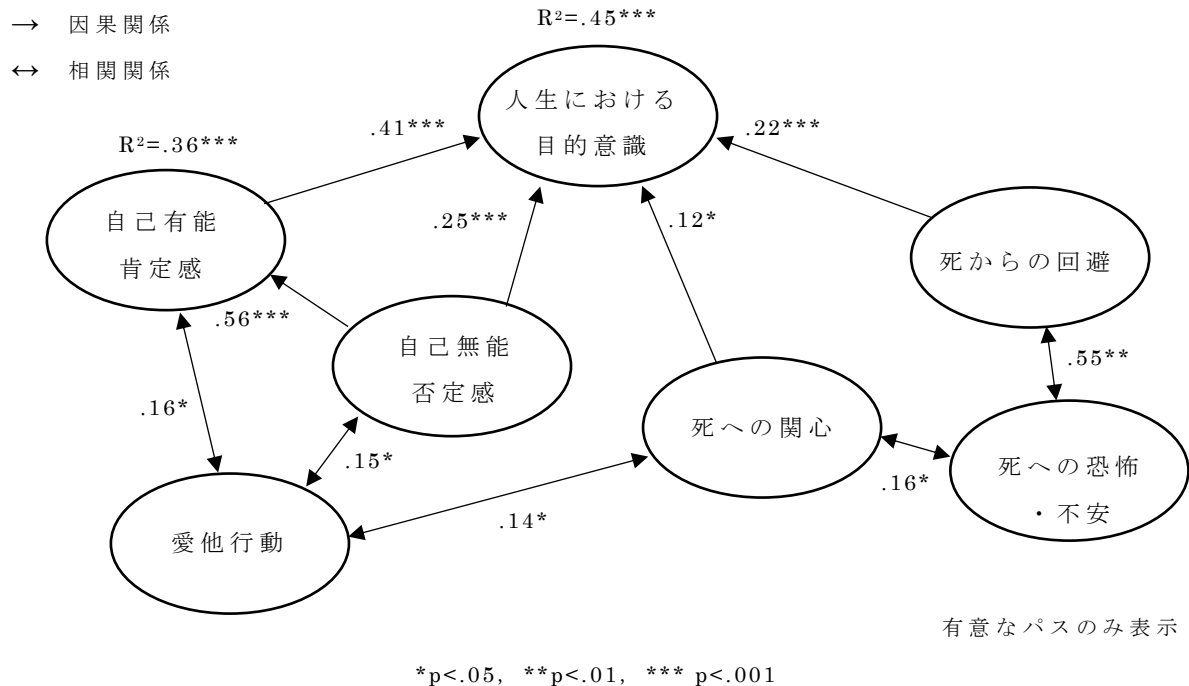 → 因果関係
↔ 相関関係
R²=.45***
人生における
目的意識
.41***
.22***
R²=.36***
自己有能
肯定感
.25***
.12*
死からの回避
.56***
自己無能
否定感
.55**
.16*
死への関心
.15*
.16*
死への恐怖
・不安
.14*
愛他行動
有意なパスのみ表示
*p<.05, **p<.01, *** p<.001